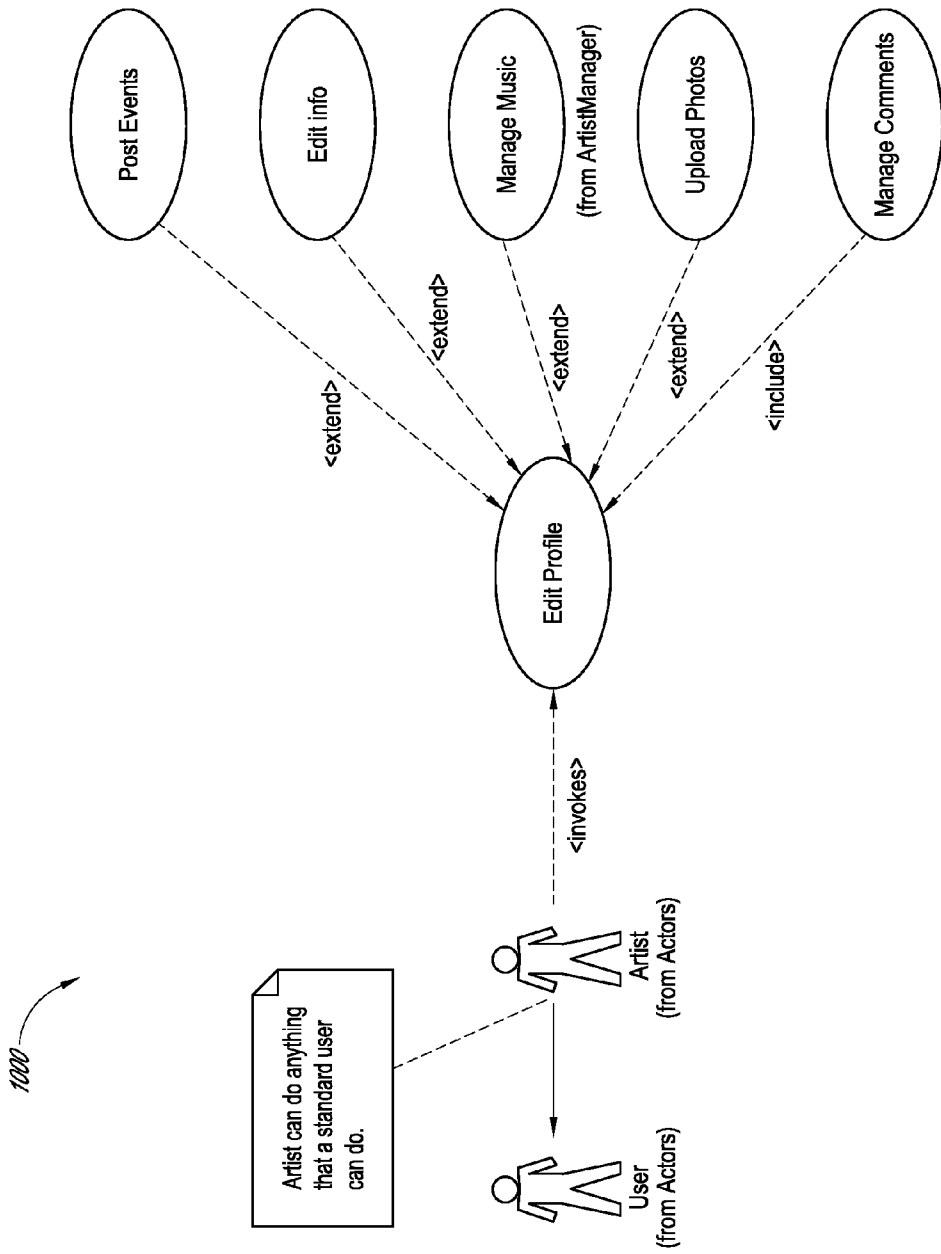 1000
Artist can do anything
that a standard user
can do.
User
(from Actors)
Artist
(from Actors)
<invokes>
Edit Profile
<extend>
<extend>
<extend>
<extend>
<include>
Post Events
Edit info
Manage Music
(from ArtistManager)
Upload Photos
Manage Comments